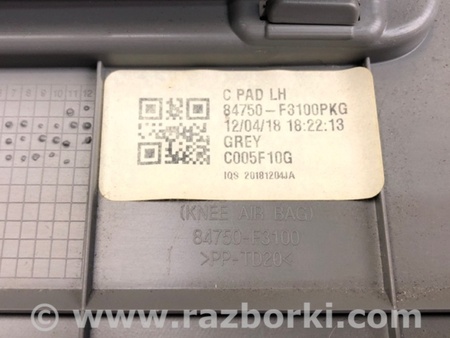 C PAD LH
84750-F3100PKG
12/04/18 18:22:13
GREY
C005F10G
IQS 20181204JA
(KNEE AIR BAG)
84750-F3100
>PP-TD20<
www.razborki.com